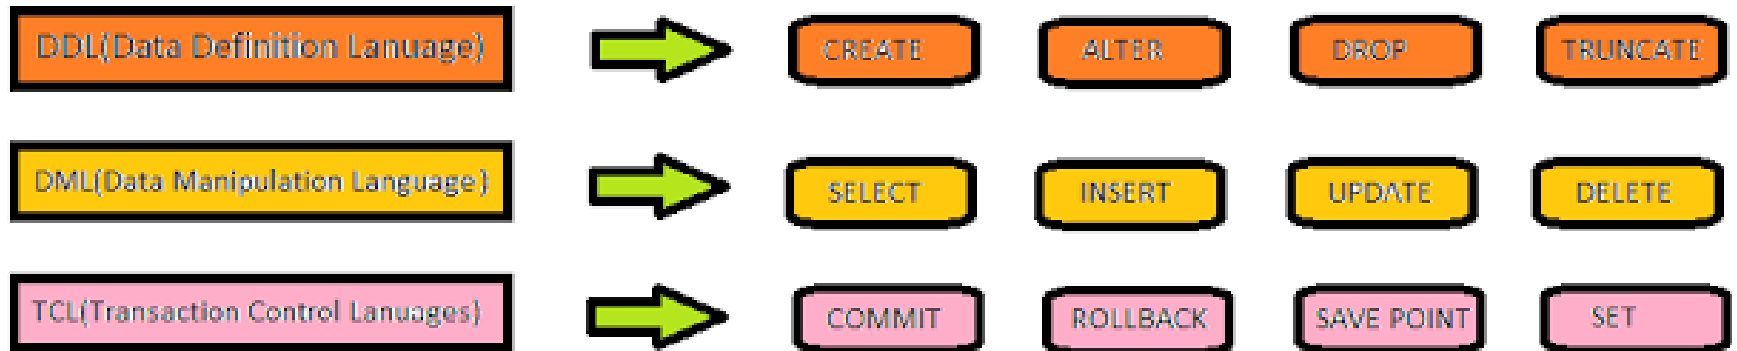 DDL(Data Definition Lanuage) CREATE ALTER DROP TRUNCATE
DML(Data Manipulation Language) SELECT INSERT UPDATE DELETE
TCL(Transaction Control Lanuages) COMMIT ROLLBACK SAVE POINT SET